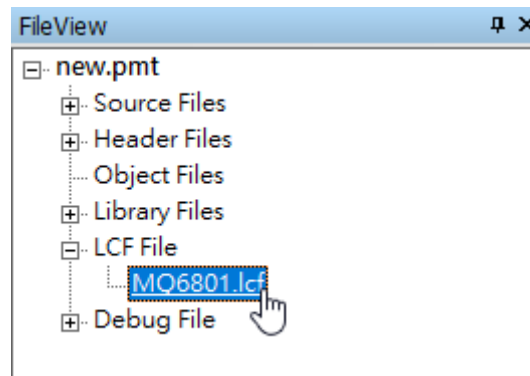 FileView
new.pmt
Source Files
Header Files
Object Files
Library Files
LCF File
MQ6801.lcf
Debug File